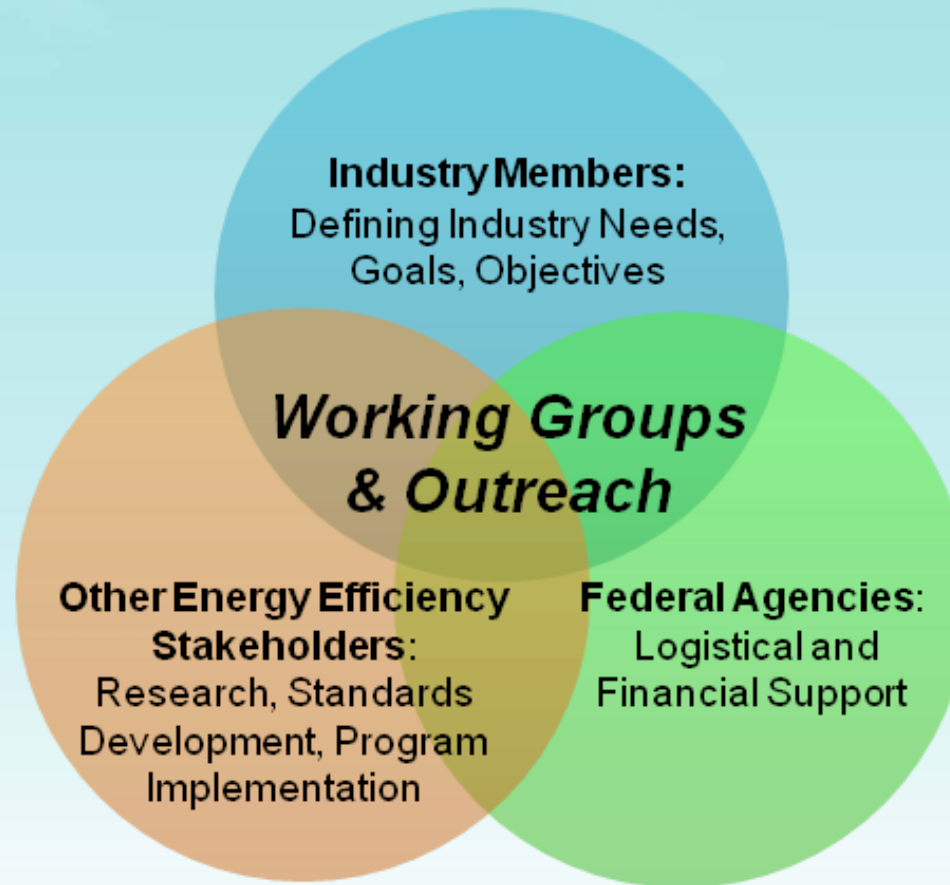 Industry Members:
Defining Industry Needs,
Goals, Objectives
Working Groups
& Outreach
Other Energy Efficiency
Stakeholders:
Research, Standards
Development, Program
Implementation
Federal Agencies:
Logistical and
Financial Support